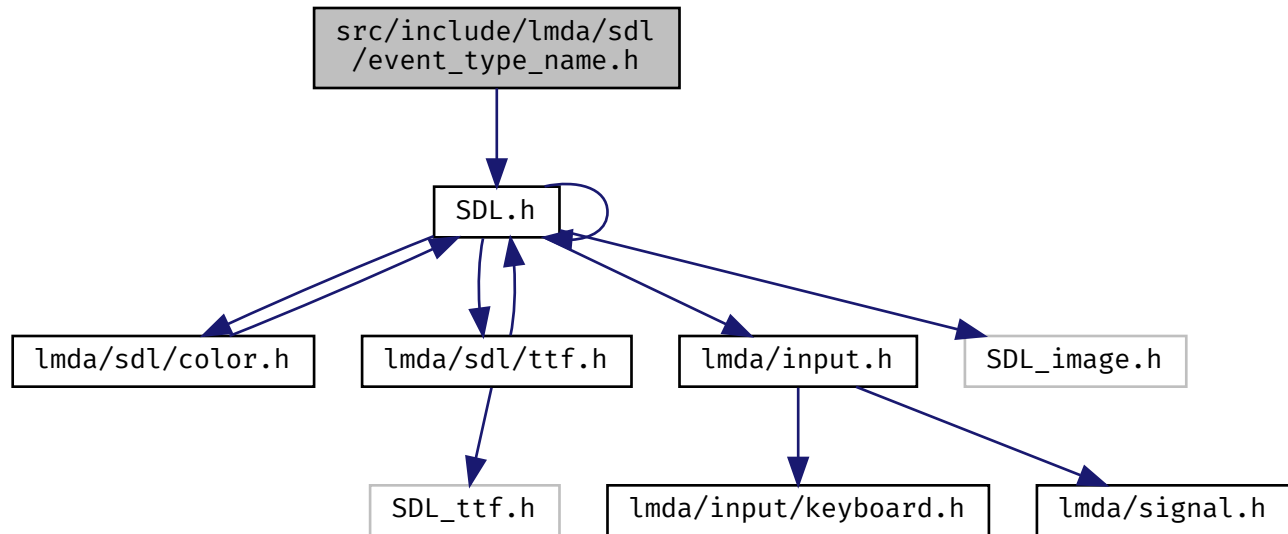 src/include/lmda/sdl
/event_type_name.h
SDL.h
lmda/sdl/color.h
lmda/sdl/ttf.h
lmda/input.h
SDL_image.h
SDL_ttf.h
lmda/input/keyboard.h
lmda/signal.h